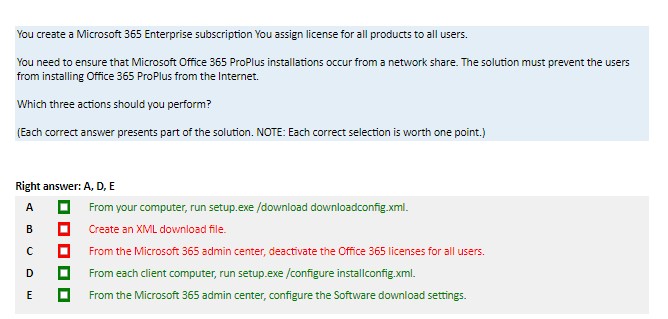 You create a Microsoft 365 Enterprise subscription You assign license for all products to all users.
You need to ensure that Microsoft Office 365 ProPlus installations occur from a network share. The solution must prevent the users
from installing Office 365 ProPlus from the Internet.
Which three actions should you perform?
(Each correct answer presents part of the solution. NOTE: Each correct selection is worth one point.)
Right answer: A, D, E
A From your computer, run setup.exe /download downloadconfig.xml.
B Create an XML download file.
C From the Microsoft 365 admin center, deactivate the Office 365 licenses for all users.
D From each client computer, run setup.exe /configure installconfig.xml.
E From the Microsoft 365 admin center, configure the Software download settings.